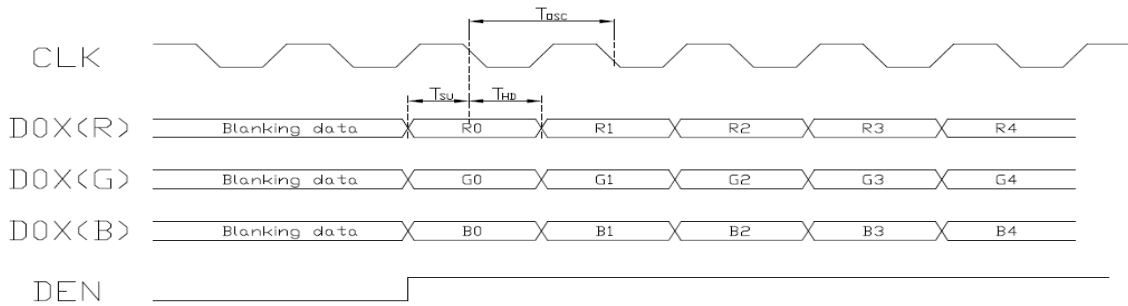 Tosc
CLK
Tsu THD
DOX(R) Blanking data R0 R1 R2 R3 R4
DOX(G) Blanking data G0 G1 G2 G3 G4
DOX(B) Blanking data B0 B1 B2 B3 B4
DEN